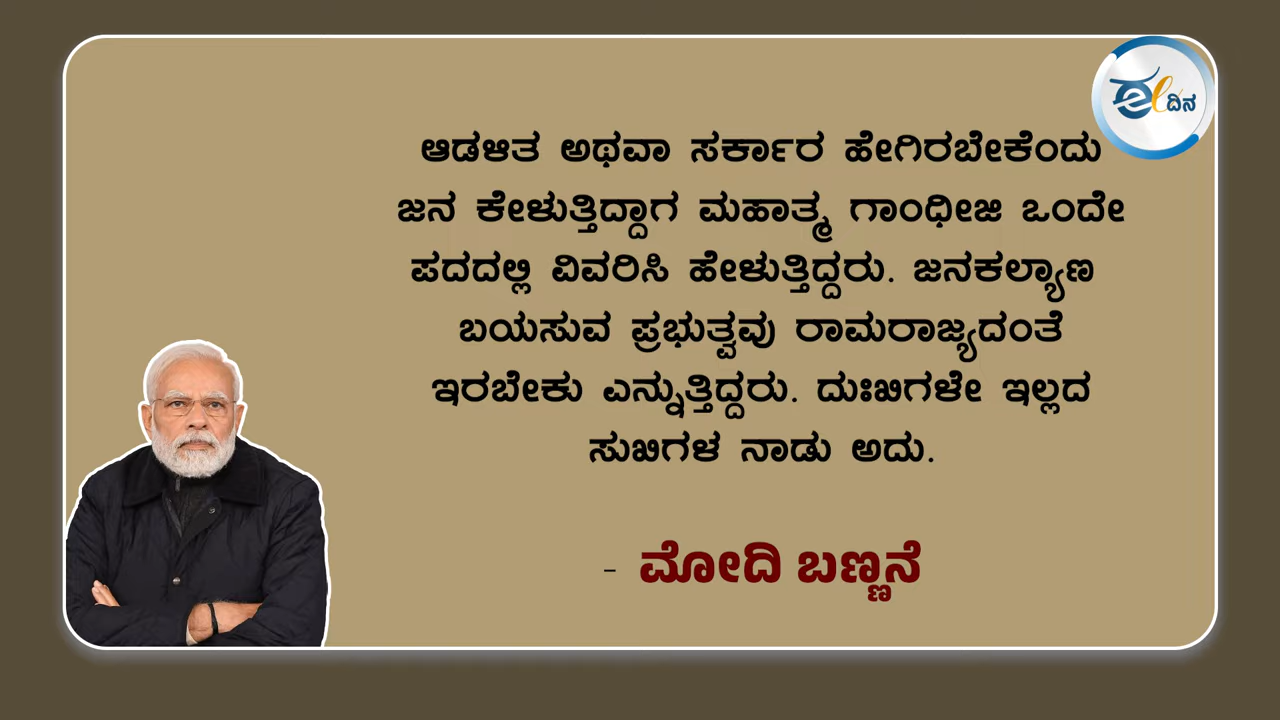 ಈ ದಿನ
ಆಡಳಿತ ಅಥವಾ ಸರ್ಕಾರ ಹೇಗಿರಬೇಕೆಂದು
ಜನ ಕೇಳುತ್ತಿದ್ದಾಗ ಮಹಾತ್ಮ ಗಾಂಧೀಜಿ ಒಂದೇ
ಪದದಲ್ಲಿ ವಿವರಿಸಿ ಹೇಳುತ್ತಿದ್ದರು. ಜನಕಲ್ಯಾಣ
ಬಯಸುವ ಪ್ರಭುತ್ವವು ರಾಮರಾಜ್ಯದಂತೆ
ಇರಬೇಕು ಎನ್ನುತ್ತಿದ್ದರು. ದುಃಖಿಗಳೇ ಇಲ್ಲದ
ಸುಖಿಗಳ ನಾಡು ಅದು.
- ಮೋದಿ ಬಣ್ಣನೆ